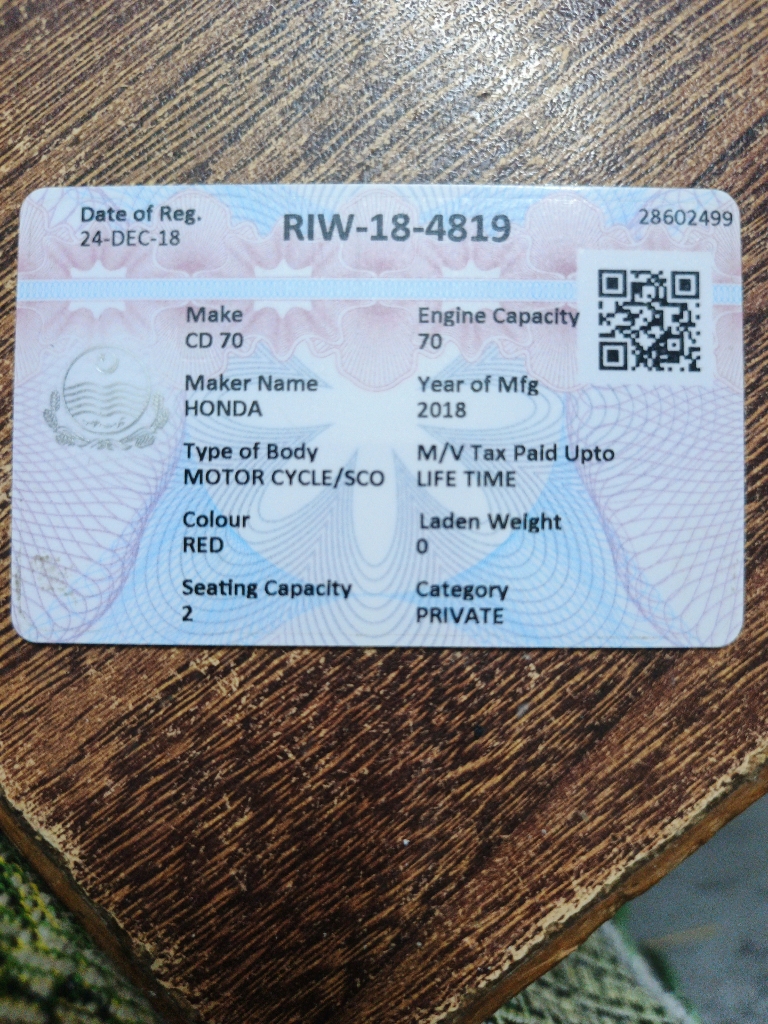 Date of Reg.
24-DEC-18
RIW-18-4819
28602499
Make
CD 70
Engine Capacity
70
Maker Name
HONDA
Year of Mfg
2018
Type of Body
MOTOR CYCLE/SCO
M/V Tax Paid Upto
LIFE TIME
Colour
RED
Laden Weight
0
Seating Capacity
2
Category
PRIVATE